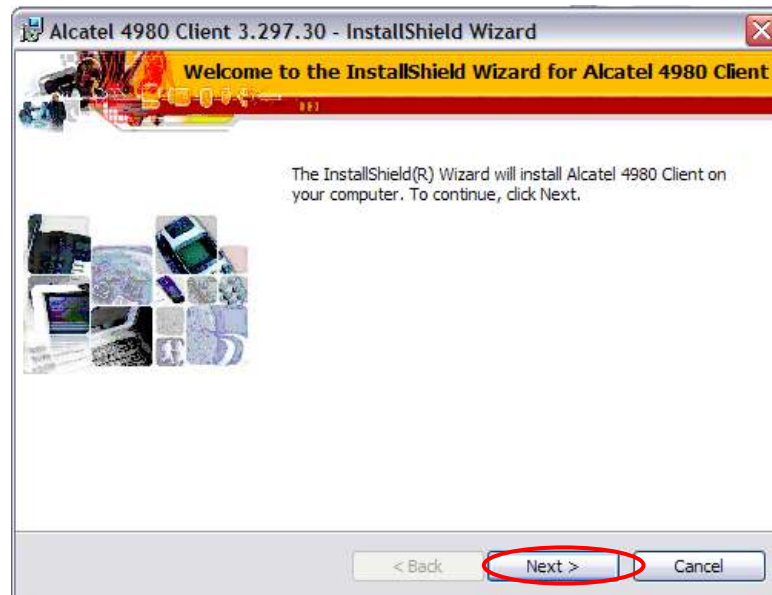 Alcatel 4980 Client 3.297.30 - InstallShield Wizard
Welcome to the InstallShield Wizard for Alcatel 4980 Client
The InstallShield(R) Wizard will install Alcatel 4980 Client on
your computer. To continue, click Next.
< Back
Next >
Cancel